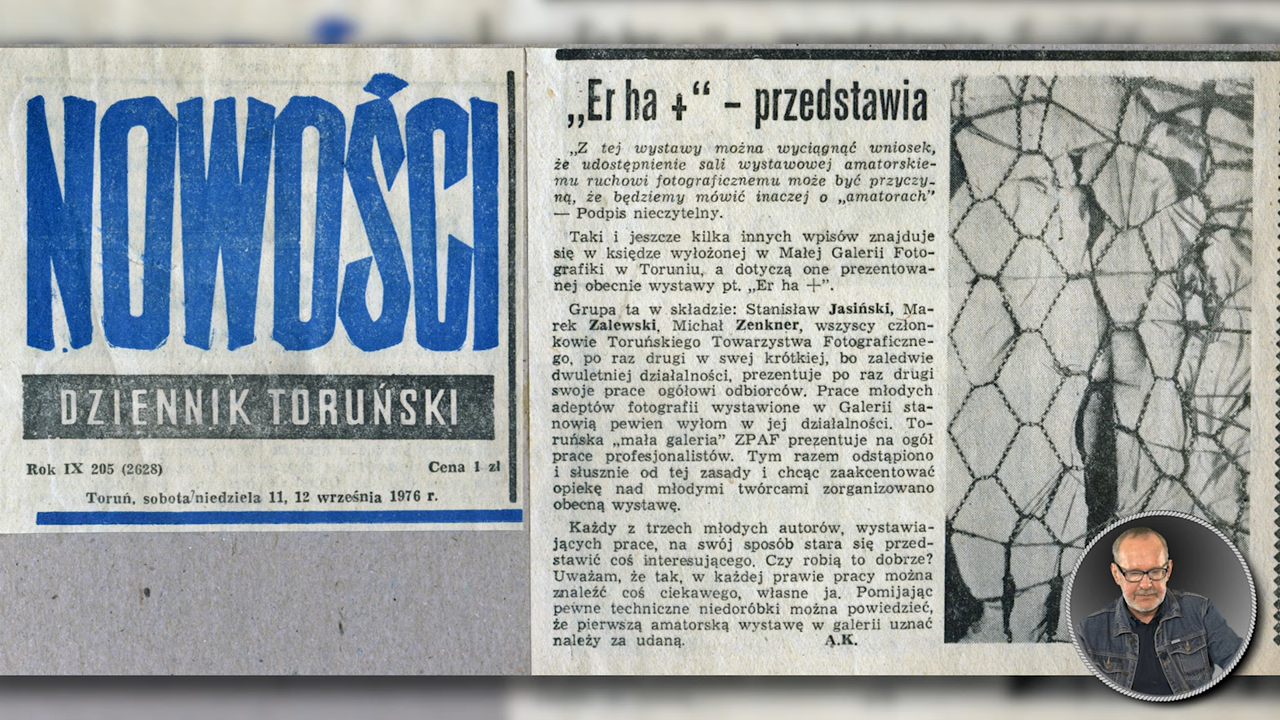 NOWOŚCI
DZIENNIK TORUŃSKI
Rok IX 205 (2628)
Cena 1 zł
Toruń, sobota/niedziela 11, 12 września 1976 r.
„Er ha +“ – przedstawia
„Z tej wystawy można wyciągnąć wniosek,
że udostępnienie sali wystawowej amatorskie-
mu ruchowi fotograficznemu może być przyczy-
ną, że będziemy mówić inaczej o „amatorach”
— Podpis nieczytelny.
Taki i jeszcze kilka innych wpisów znajduje
się w księdze wyłożonej w Małej Galerii Foto-
grafiki w Toruniu, a dotyczą one prezentowa-
nej obecnie wystawy pt. „Er ha +”.
Grupa ta w składzie: Stanisław Jasiński, Ma-
rek Zalewski, Michał Zenkner, wszyscy człon-
kowie Toruńskiego Towarzystwa Fotograficzne-
go, po raz drugi w swej krótkiej, bo zaledwie
dwuletniej działalności, prezentuje po raz drugi
swoje prace ogółowi odbiorców. Prace młodych
adeptów fotografii wystawione w Galerii sta-
nowią pewien wyłom w jej działalności. To-
ruńska „mała galeria” ZPAF prezentuje na ogół
prace profesjonalistów. Tym razem odstąpiono
i słusznie od tej zasady i chcąc zaakcentować
opiekę nad młodymi twórcami zorganizowano
obecną wystawę.
Każdy z trzech młodych autorów, wystawia-
jących prace, na swój sposób stara się przed-
stawić coś interesującego. Czy robią to dobrze?
Uważam, że tak, w każdej prawie pracy można
znaleźć coś ciekawego, własne ja. Pomijając
pewne techniczne niedoróbki można powiedzieć,
że pierwszą amatorską wystawę w galerii uznać
należy za udaną. A.K.